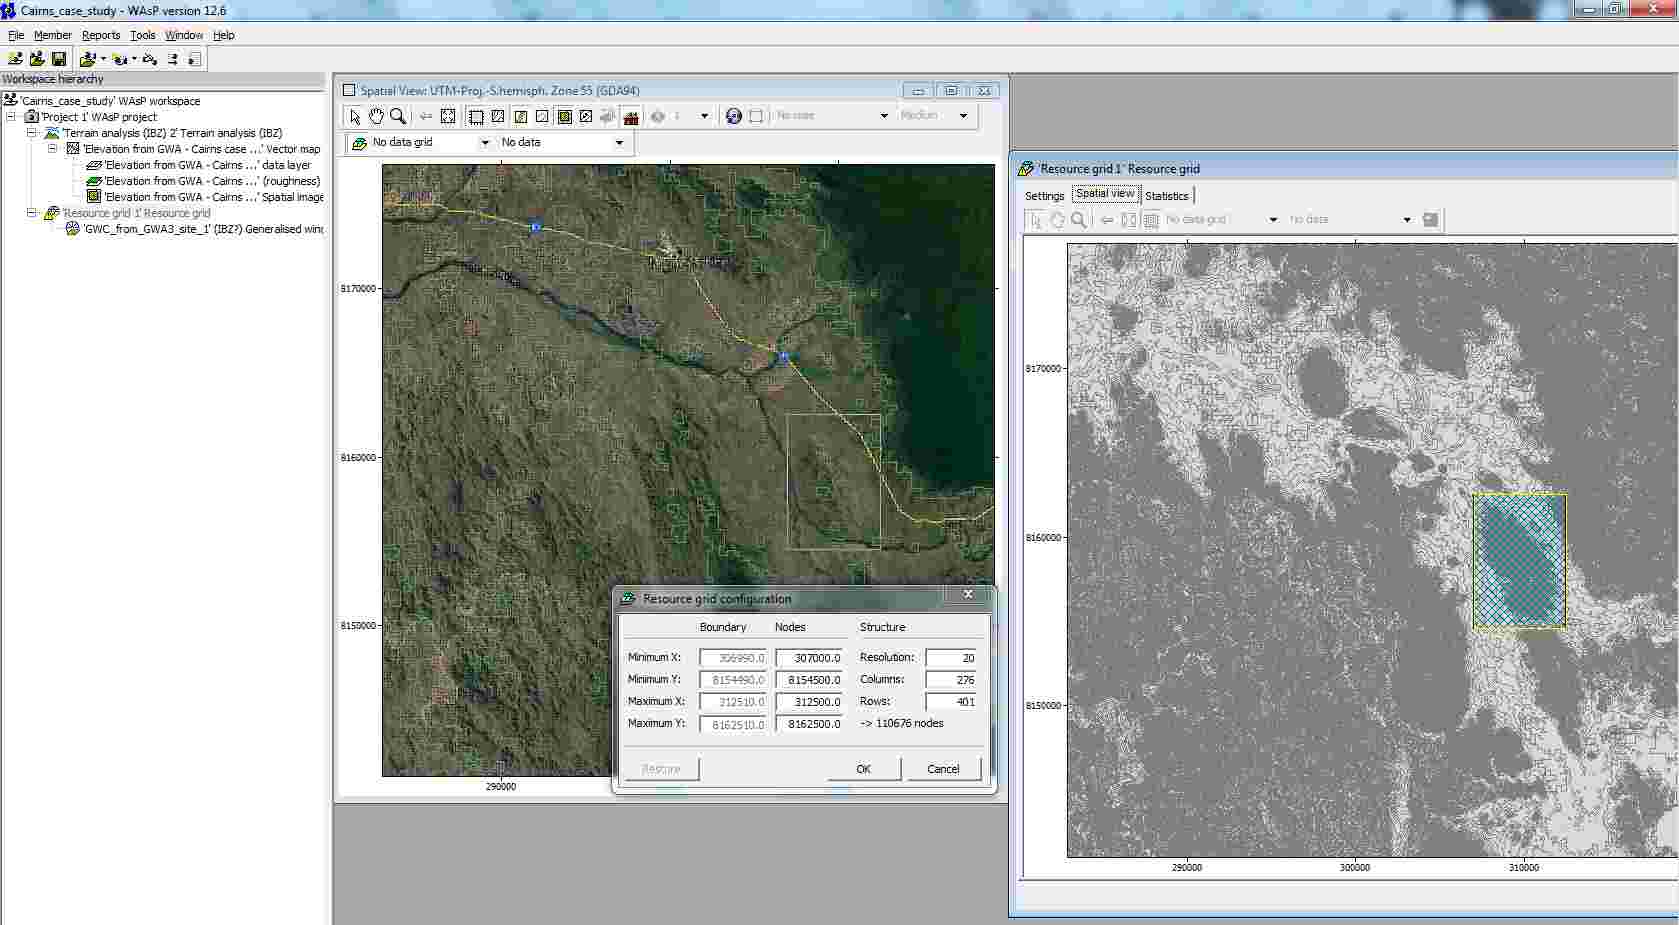 Cairns_case_study - WAsP version 12.6
File Member Reports Tools Window Help
Workspace hierarchy
'Cairns_case_study' WAsP workspace
'Project 1' WAsP project
'Terrain analysis (IBZ) 2' Terrain analysis (IBZ)
'Elevation from GWA - Cairns case ...' Vector map
'Elevation from GWA - Cairns ...' data layer
'Elevation from GWA - Cairns ...' (roughness)
'Elevation from GWA - Cairns ...' Spatial image
'Resource grid 1' Resource grid
'GWC_from_GWA3_site_1' (IBZ?) Generalised wind
Spatial View: UTM-Proj.-S.hemisph. Zone 55 (GDA94)
1 No state Medium
No data grid No data
8170000
8160000
8150000
290000
Resource grid configuration
Boundary Nodes Structure
Minimum X: 306990.0 307000.0 Resolution: 20
Minimum Y: 8154490.0 8154500.0 Columns: 276
Maximum X: 312510.0 312500.0 Rows: 401
Maximum Y: 8162510.0 8162500.0 -> 110676 nodes
Restore OK Cancel
'Resource grid 1' Resource grid
Settings Spatial view Statistics
No data grid No data
8170000
8160000
8150000
290000 300000 310000